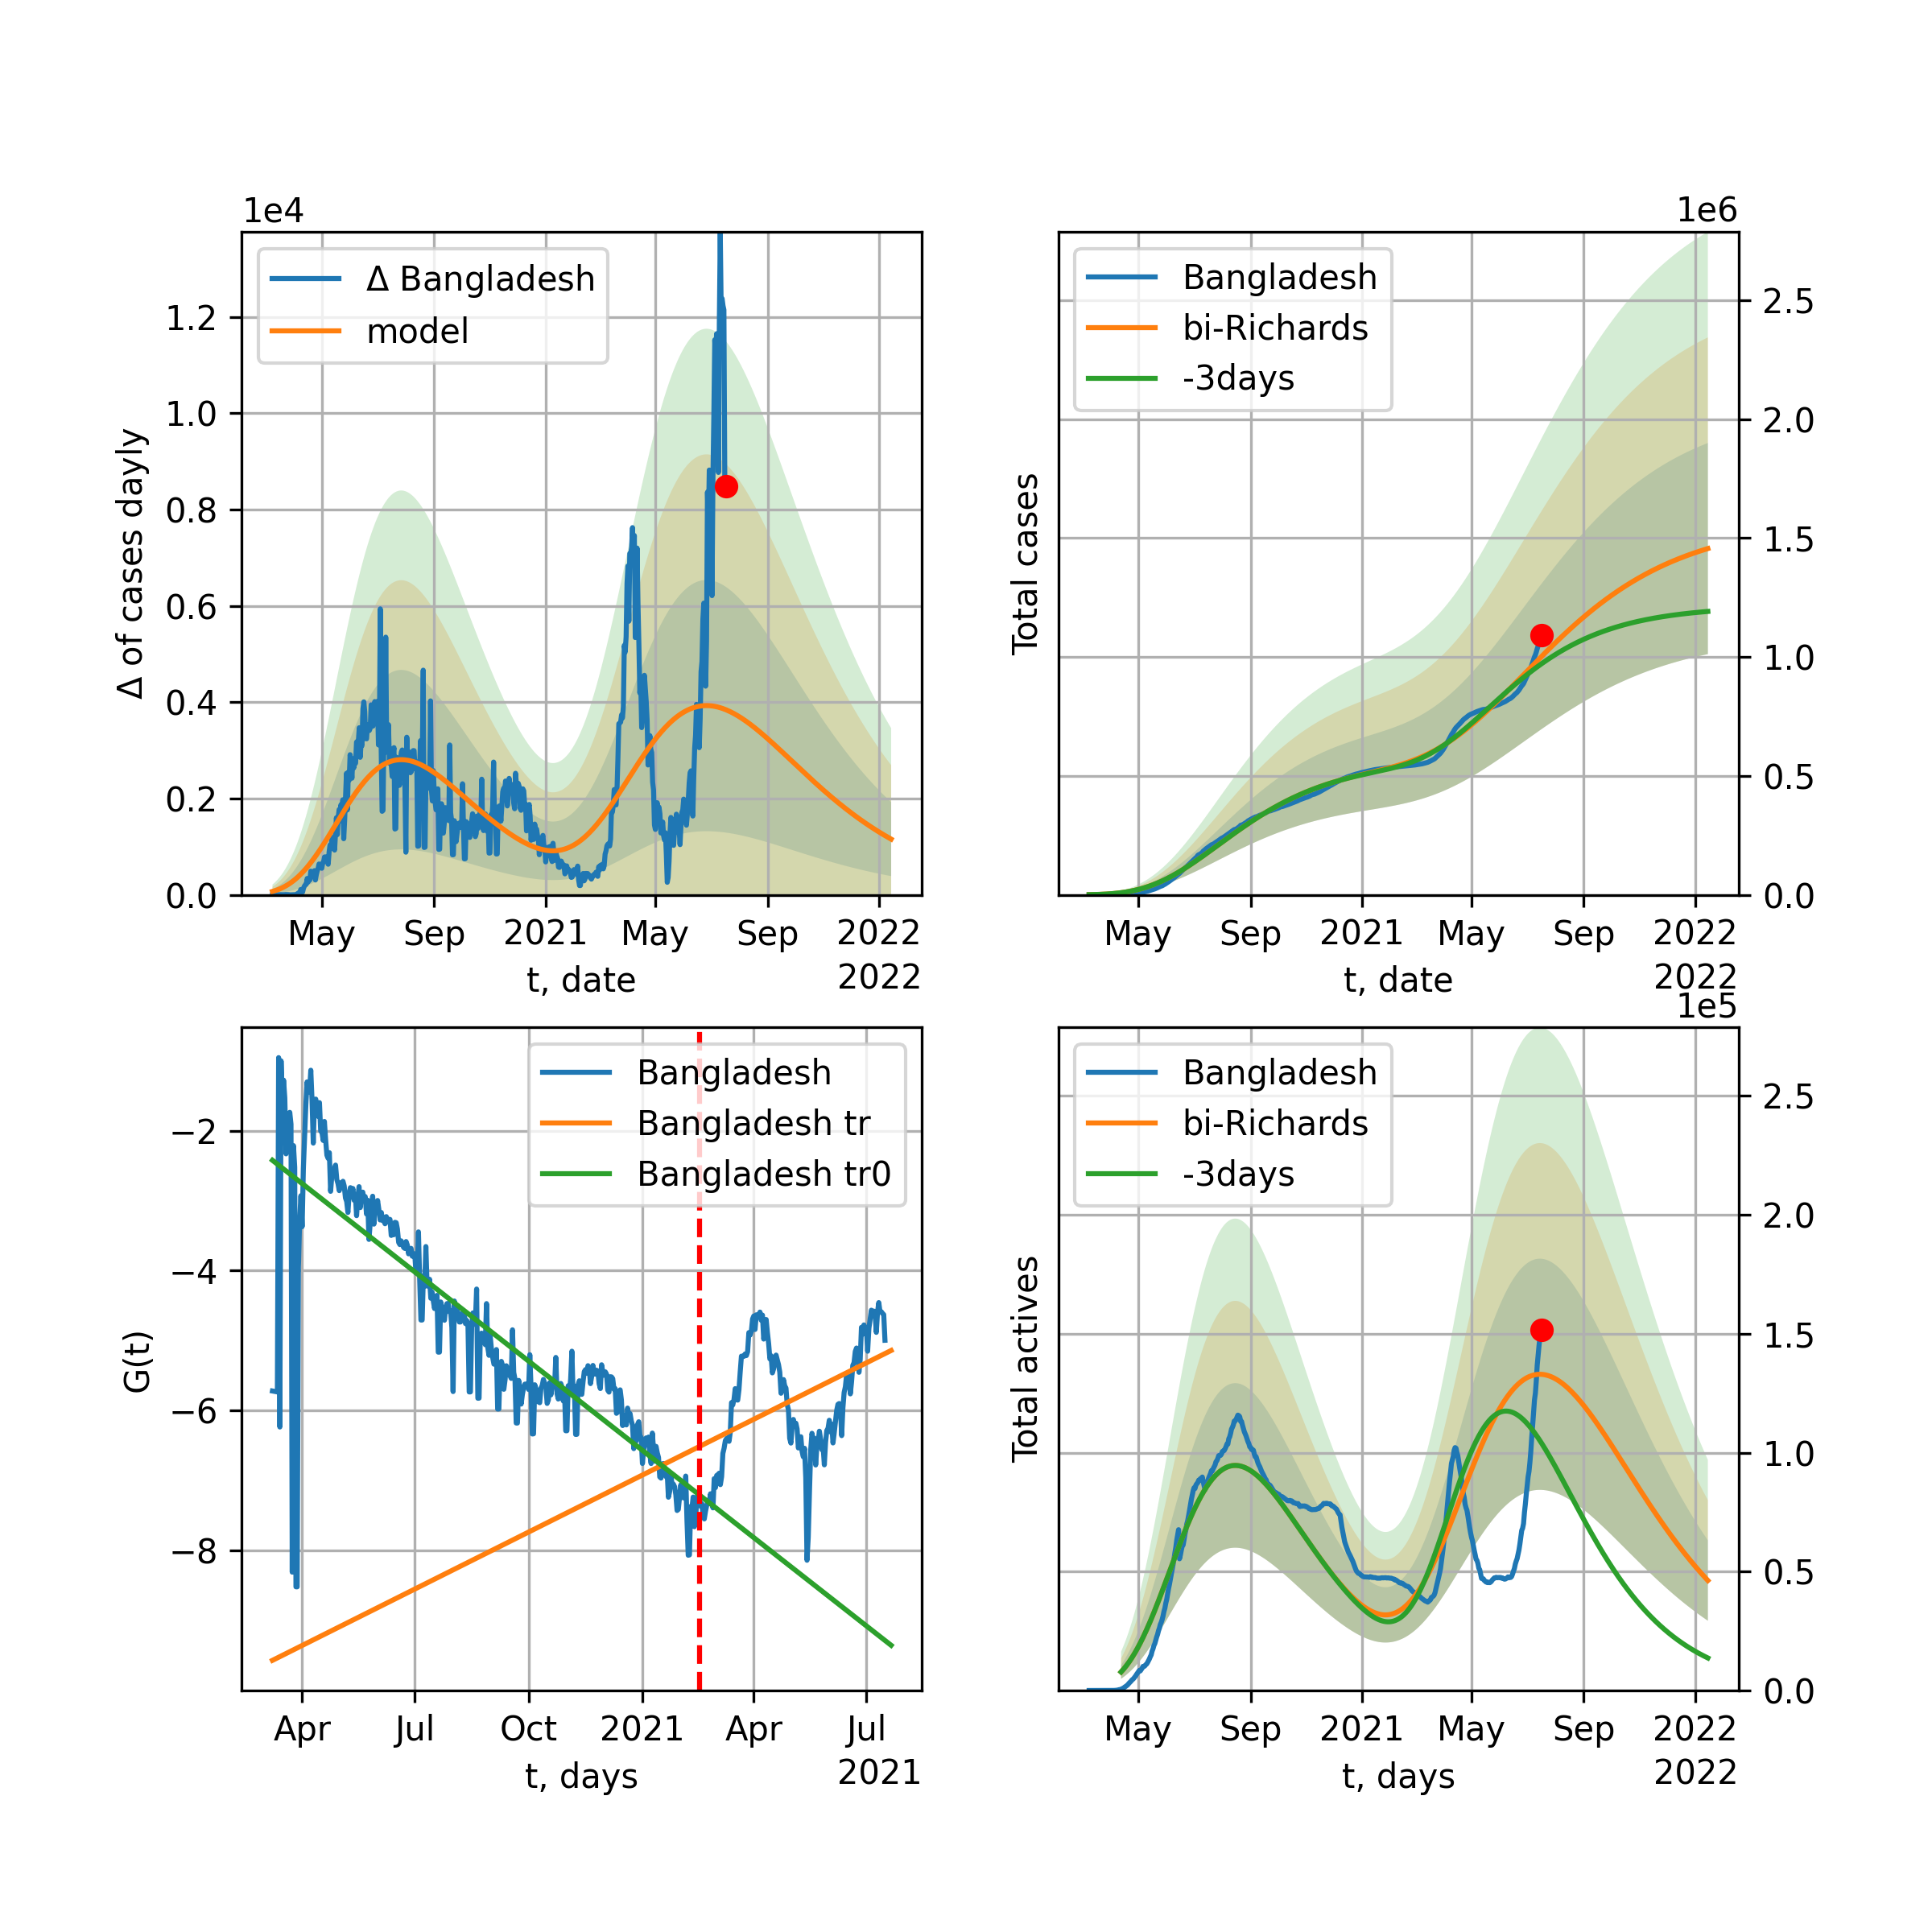 1e4
Δ Bangladesh
model
1.2
1.0
0.8
0.6
0.4
0.2
0.0
Δ of cases dayly
May Sep 2021 May Sep 2022
t, date
2022
1e6
Bangladesh
bi-Richards
-3days
2.5
2.0
1.5
1.0
0.5
0.0
Total cases
May Sep 2021 May Sep 2022
t, date
2022
Bangladesh
Bangladesh tr
Bangladesh tr0
−2
−4
−6
−8
G(t)
Apr Jul Oct 2021 Apr Jul
t, days
2021
1e5
Bangladesh
bi-Richards
-3days
2.5
2.0
1.5
1.0
0.5
0.0
Total actives
May Sep 2021 May Sep 2022
t, days
2022